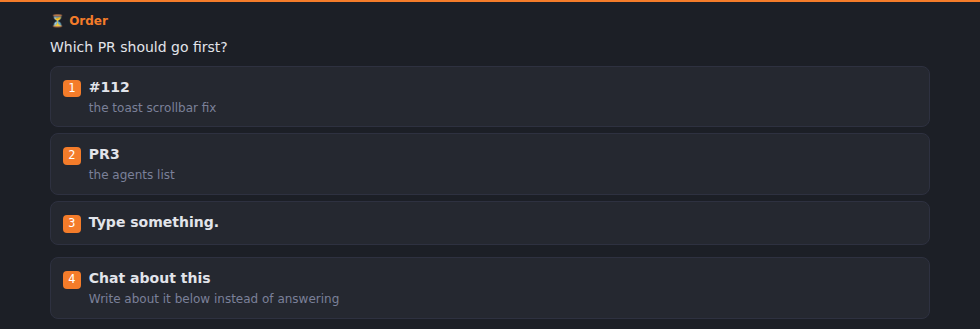 ⏳ Order
Which PR should go first?
1 #112
the toast scrollbar fix
2 PR3
the agents list
3 Type something.
4 Chat about this
Write about it below instead of answering